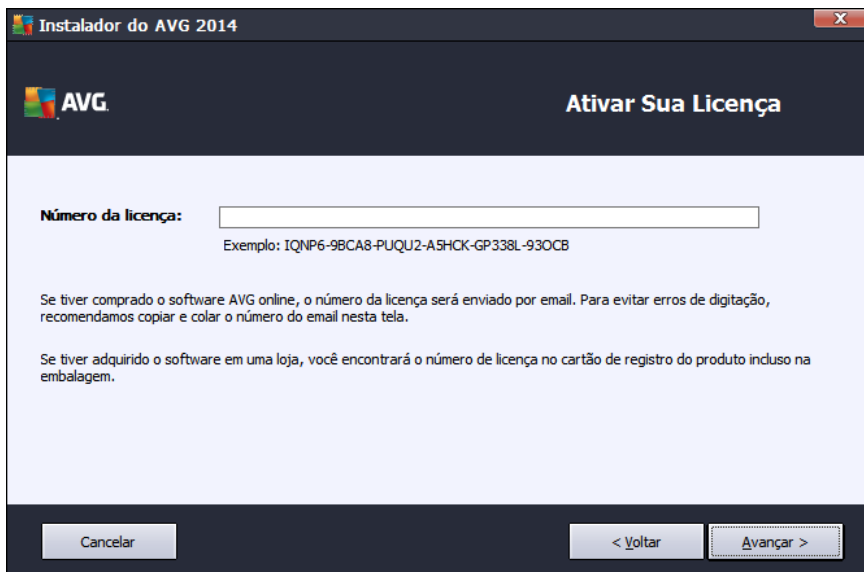 Instalador do AVG 2014
AVG.
Ativar Sua Licença
Número da licença:
Exemplo: IQNP6-9BCA8-PUQU2-A5HCK-GP338L-93OCB
Se tiver comprado o software AVG online, o número da licença será enviado por email. Para evitar erros de digitação,
recomendamos copiar e colar o número do email nesta tela.
Se tiver adquirido o software em uma loja, você encontrará o número de licença no cartão de registro do produto incluso na
embalagem.
Cancelar
< Voltar
Avançar >